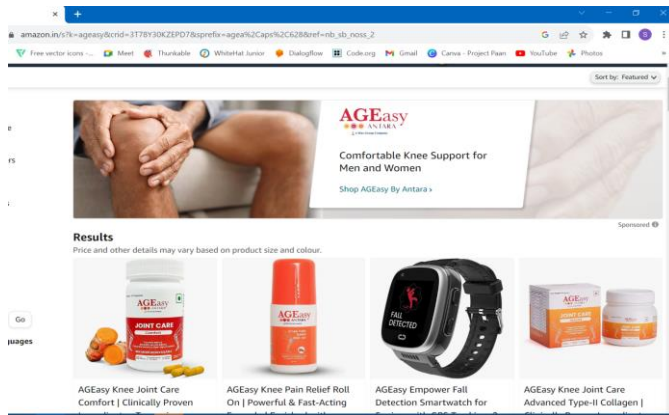 amazon.in/s?k=ageasy&crid=3T78Y30KZEPD7&sprefix=agea%2Caps%2C628&ref=nb_sb_noss_2
Free vector icons -... Meet Thunkable WhiteHat Junior Dialogflow Code.org Gmail Canva - Project Paan YouTube Photos
Sort by: Featured
AGEasy
ANTARA
Comfortable Knee Support for
Men and Women
Shop AGEasy By Antara ›
Sponsored
Results
Price and other details may vary based on product size and colour.
Go
AGEasy
JOINT CARE
AGEasy
FALL
DETECTED
AGEasy
JOINT CARE
AGEasy Knee Joint Care
Comfort | Clinically Proven
AGEasy Knee Pain Relief Roll
On | Powerful & Fast-Acting
AGEasy Empower Fall
Detection Smartwatch for
AGEasy Knee Joint Care
Advanced Type-II Collagen |